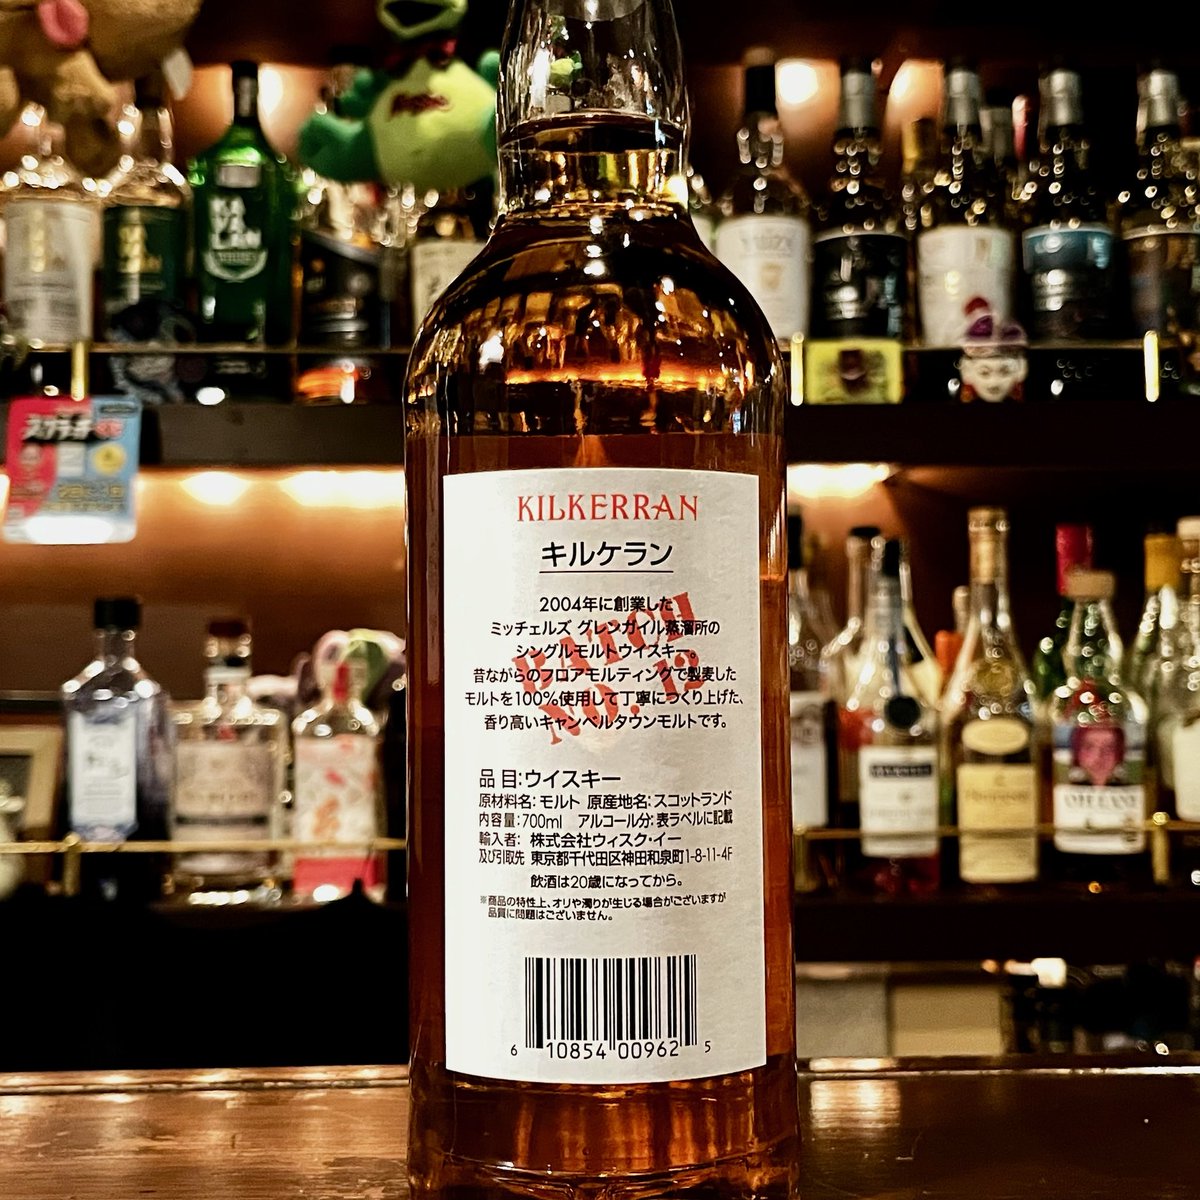 KA
VA
LAN
スプラ
KILKERRAN
キルケラン
BATCH
No. 12
2004年に創業した
ミッチェルズ グレンガイル蒸溜所の
シングルモルトウイスキー。
昔ながらのフロアモルティングで製麦した
モルトを100%使用して丁寧につくり上げた、
香り高いキャンベルタウンモルトです。
品 目:ウイスキー
原材料名: モルト 原産地名: スコットランド
内容量:700ml アルコール分: 表ラベルに記載
輸入者: 株式会社ウィスク・イー
及び引取先 東京都千代田区神田和泉町1-8-11-4F
飲酒は20歳になってから。
※商品の特性上、オリや濁りが生じる場合がございますが
品質に問題はございません。
6 10854 00962 5